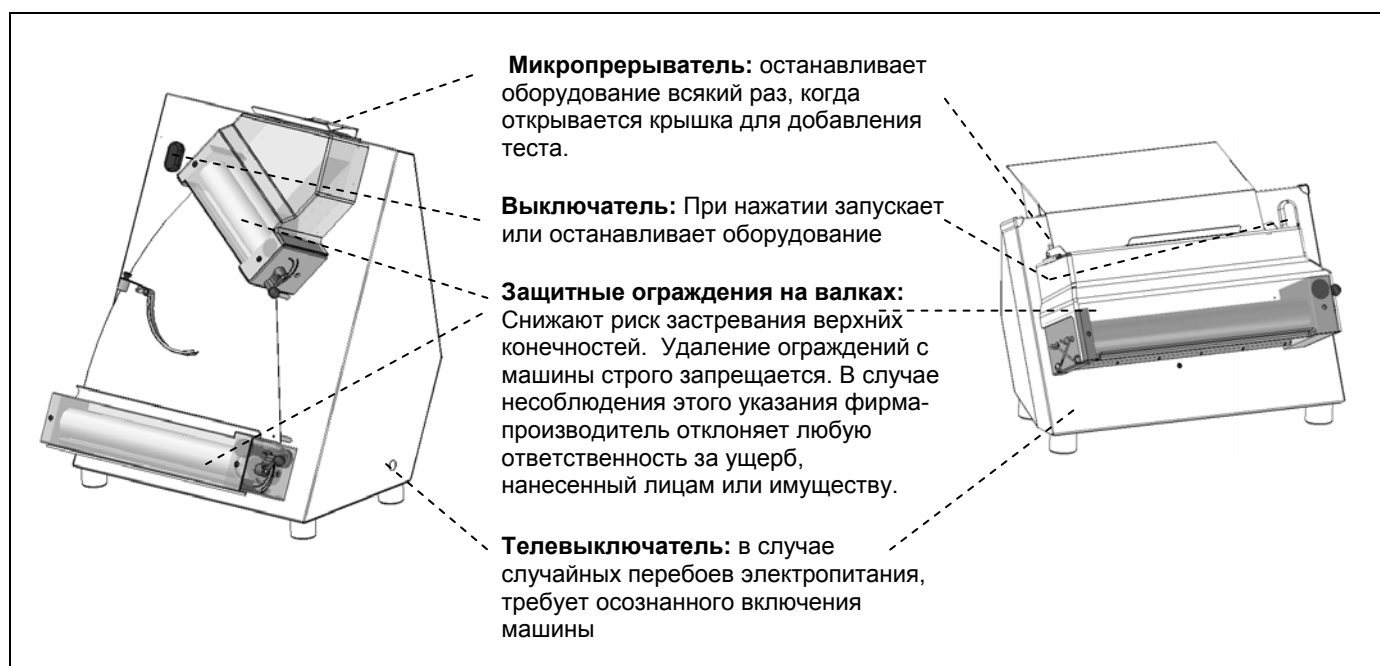 Микропрерыватель: останавливает
оборудование всякий раз, когда
открывается крышка для добавления
теста.
Выключатель: При нажатии запускает
или останавливает оборудование
Защитные ограждения на валках:
Снижают риск застревания верхних
конечностей. Удаление ограждений с
машины строго запрещается. В случае
несоблюдения этого указания фирма-
производитель отклоняет любую
ответственность за ущерб,
нанесенный лицам или имуществу.
Телевыключатель: в случае
случайных перебоев электропитания,
требует осознанного включения
машины